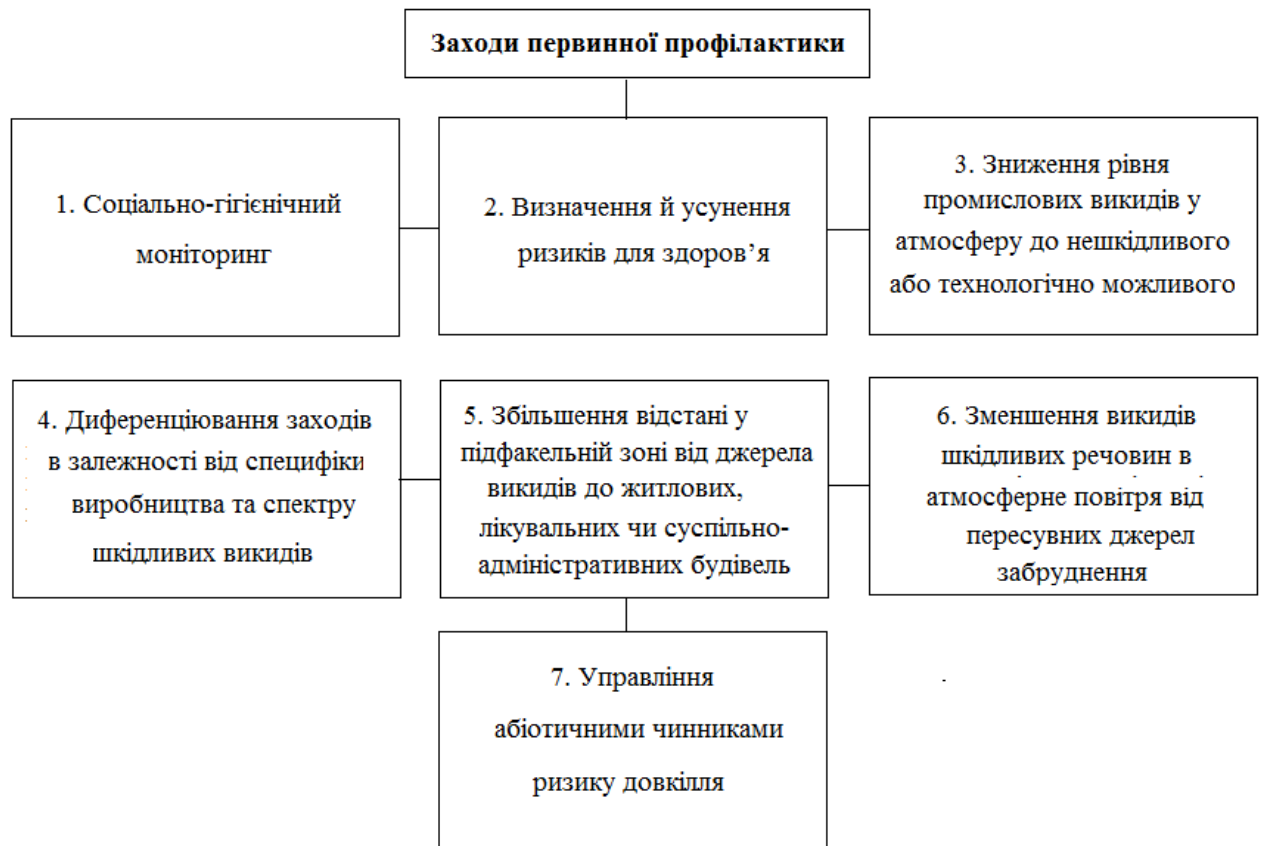 Заходи первинної профілактики
1. Соціально-гігієнічний
моніторинг
2. Визначення й усунення
ризиків для здоров’я
3. Зниження рівня
промислових викидів у
атмосферу до нешкідливого
або технологічно можливого
4. Диференціювання заходів
в залежності від специфіки
виробництва та спектру
шкідливих викидів
5. Збільшення відстані у
підфакельній зоні від джерела
викидів до житлових,
лікувальних чи суспільно-
адміністративних будівель
6. Зменшення викидів
шкідливих речовин в
атмосферне повітря від
пересувних джерел
забруднення
7. Управління
абіотичними чинниками
ризику довкілля